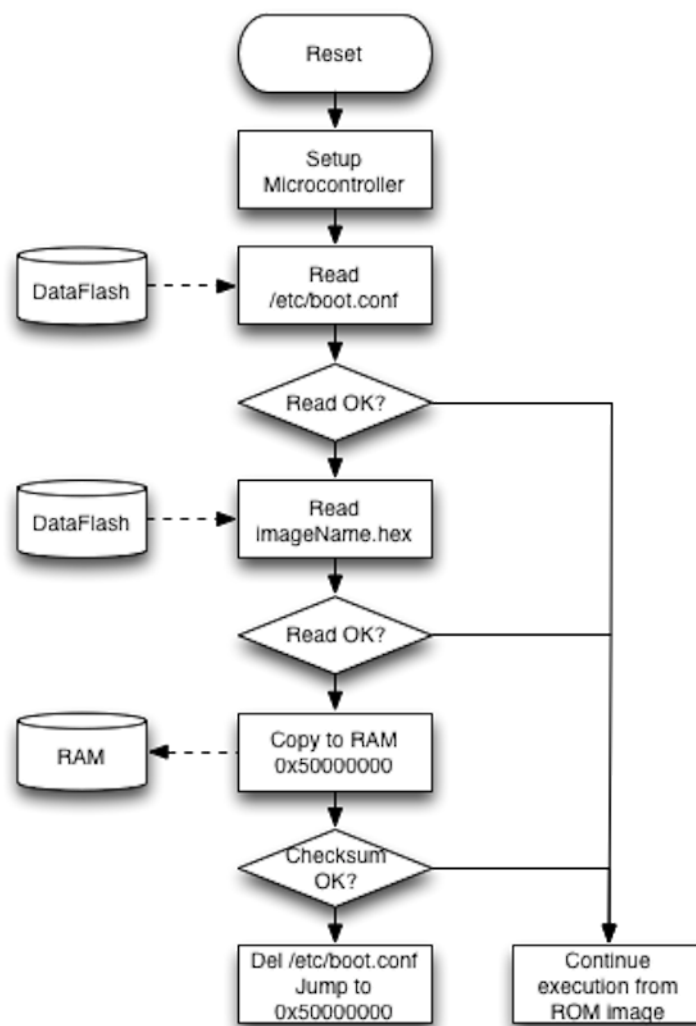 Reset
Setup
Microcontroller
DataFlash
Read
/etc/boot.conf
Read OK?
DataFlash
Read
imageName.hex
Read OK?
RAM
Copy to RAM
0x50000000
Checksum
OK?
Del /etc/boot.conf
Jump to
0x50000000
Continue
execution from
ROM image